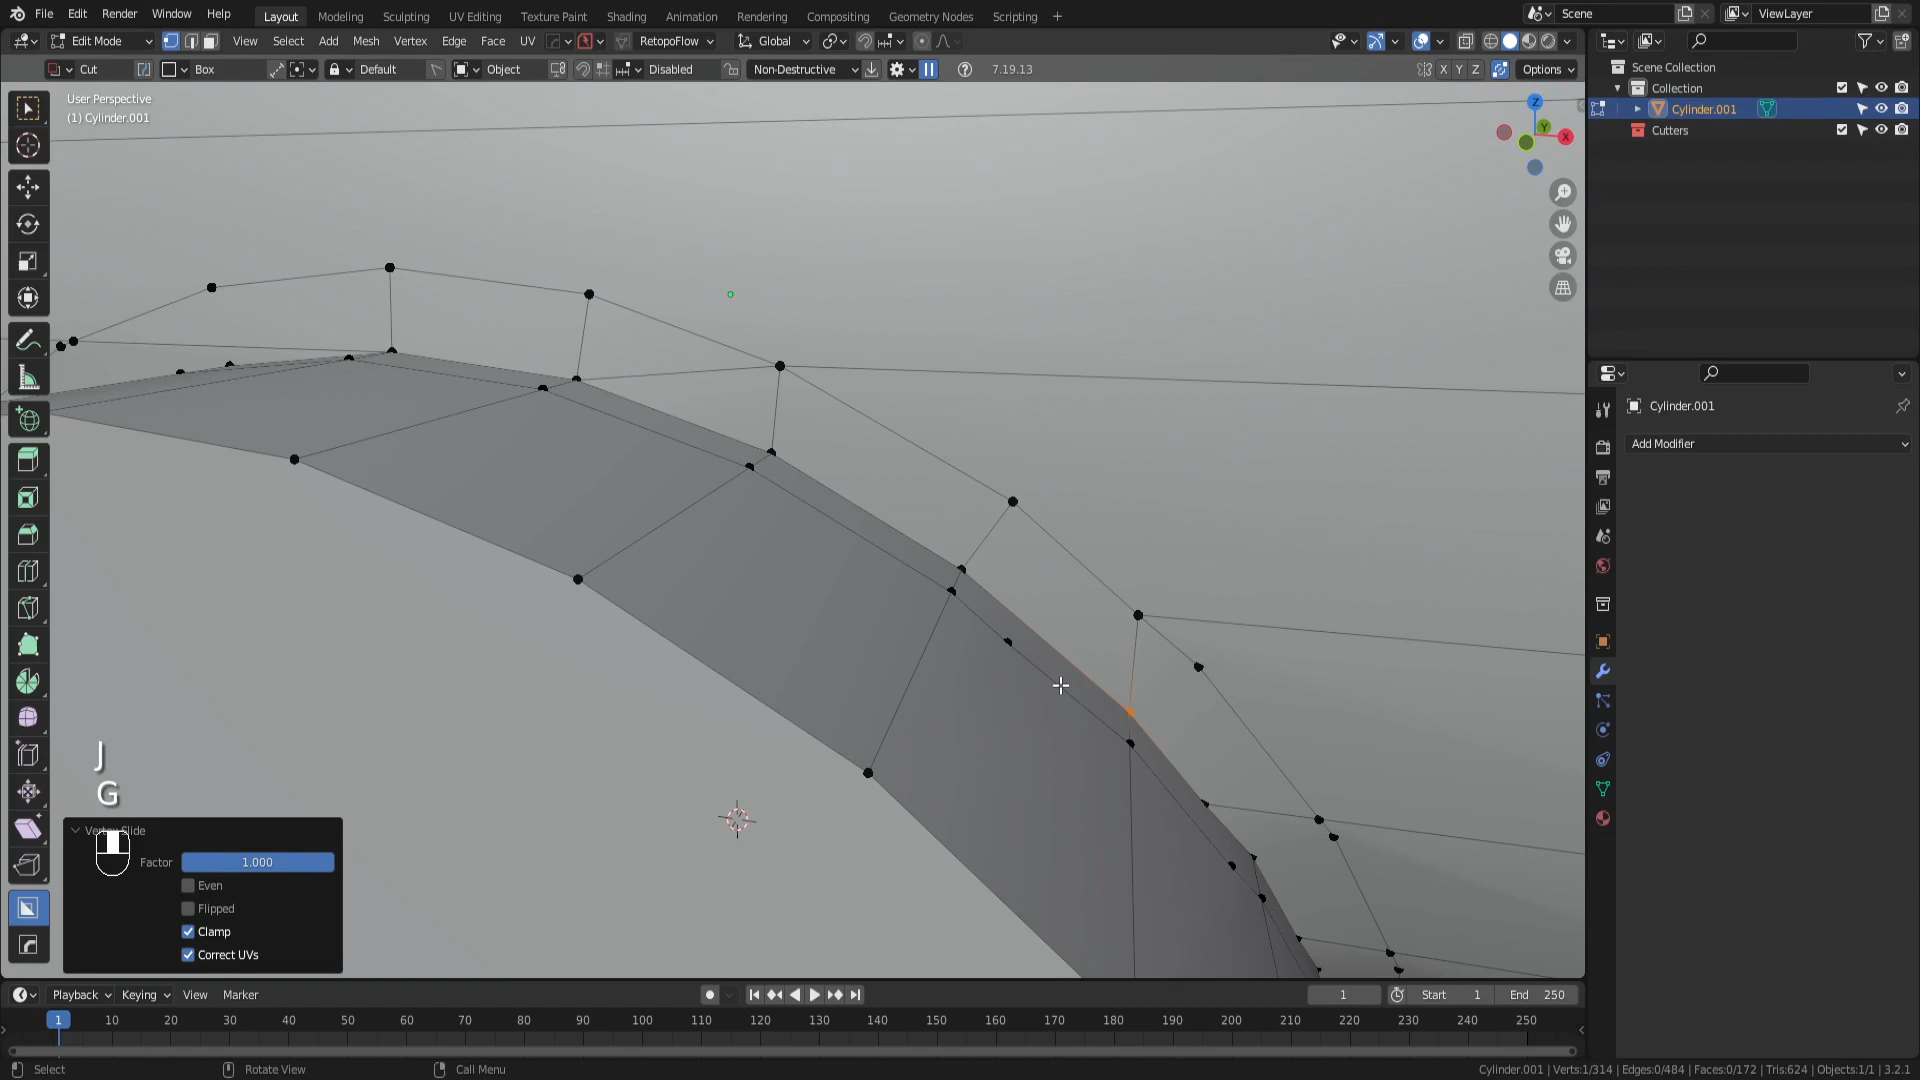 File Edit Render Window Help
Layout Modeling Sculpting UV Editing Texture Paint Shading Animation Rendering Compositing Geometry Nodes Scripting +
Scene
ViewLayer
Edit Mode View Select Add Mesh Vertex Edge Face UV RetopoFlow Global
Cut Box Default Object Disabled Non-Destructive 7.19.13 X Y Z Options
User Perspective
(1) Cylinder.001
Z
Y
X
Scene Collection
Collection
Cylinder.001
Cutters
Cylinder.001
Add Modifier
J
G
Vertex Slide
Factor 1.000
Even
Flipped
Clamp
Correct UVs
Playback Keying View Marker 1 Start 1 End 250
1 10 20 30 40 50 60 70 80 90 100 110 120 130 140 150 160 170 180 190 200 210 220 230 240 250
Select Rotate View Call Menu Cylinder.001 | Verts:1/314 | Edges:0/484 | Faces:0/172 | Tris:624 | Objects:1/1 | 3.2.1